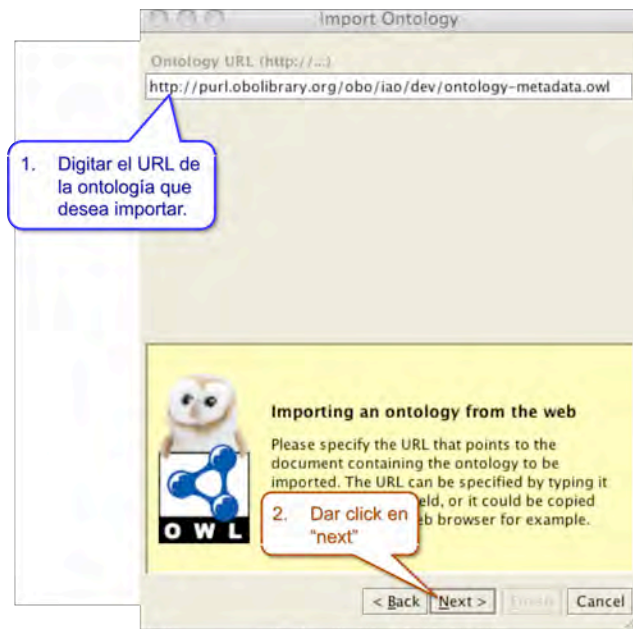 Import Ontology
Ontology URL (http://...)
http://purl.obolibrary.org/obo/iao/dev/ontology-metadata.owl
1. Digitar el URL de
la ontología que
desea importar.
Importing an ontology from the web
Please specify the URL that points to the
document containing the ontology to be
imported. The URL can be specified by typing it
eld, or it could be copied
b browser for example.
2. Dar click en
"next"
OWL
< Back
Next >
Finish
Cancel